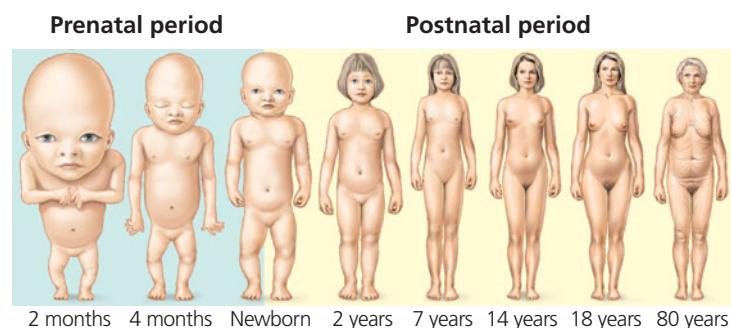 Prenatal period Postnatal period
2 months 4 months Newborn 2 years 7 years 14 years 18 years 80 years